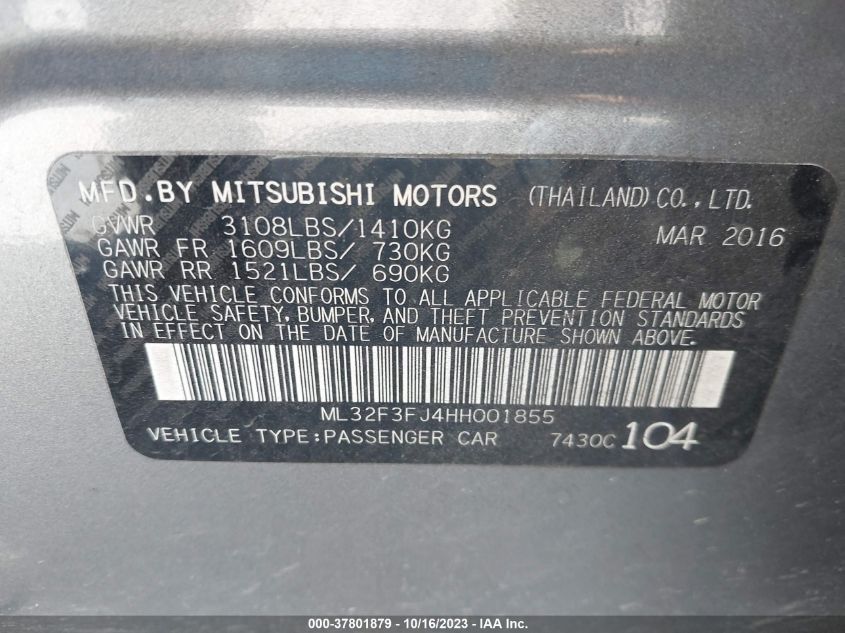 MFD.BY MITSUBISHI MOTORS (THAILAND) CO., LTD.
GVWR 3108LBS/1410KG MAR 2016
GAWR FR 1609LBS/ 730KG
GAWR RR 1521LBS/ 690KG
THIS VEHICLE CONFORMS TO ALL APPLICABLE FEDERAL MOTOR
VEHICLE SAFETY, BUMPER, AND THEFT PREVENTION STANDARDS
IN EFFECT ON THE DATE OF MANUFACTURE SHOWN ABOVE.
ML32F3FJ4HH001855
VEHICLE TYPE:PASSENGER CAR 7430C 104
000-37801879 - 10/16/2023 - IAA Inc.